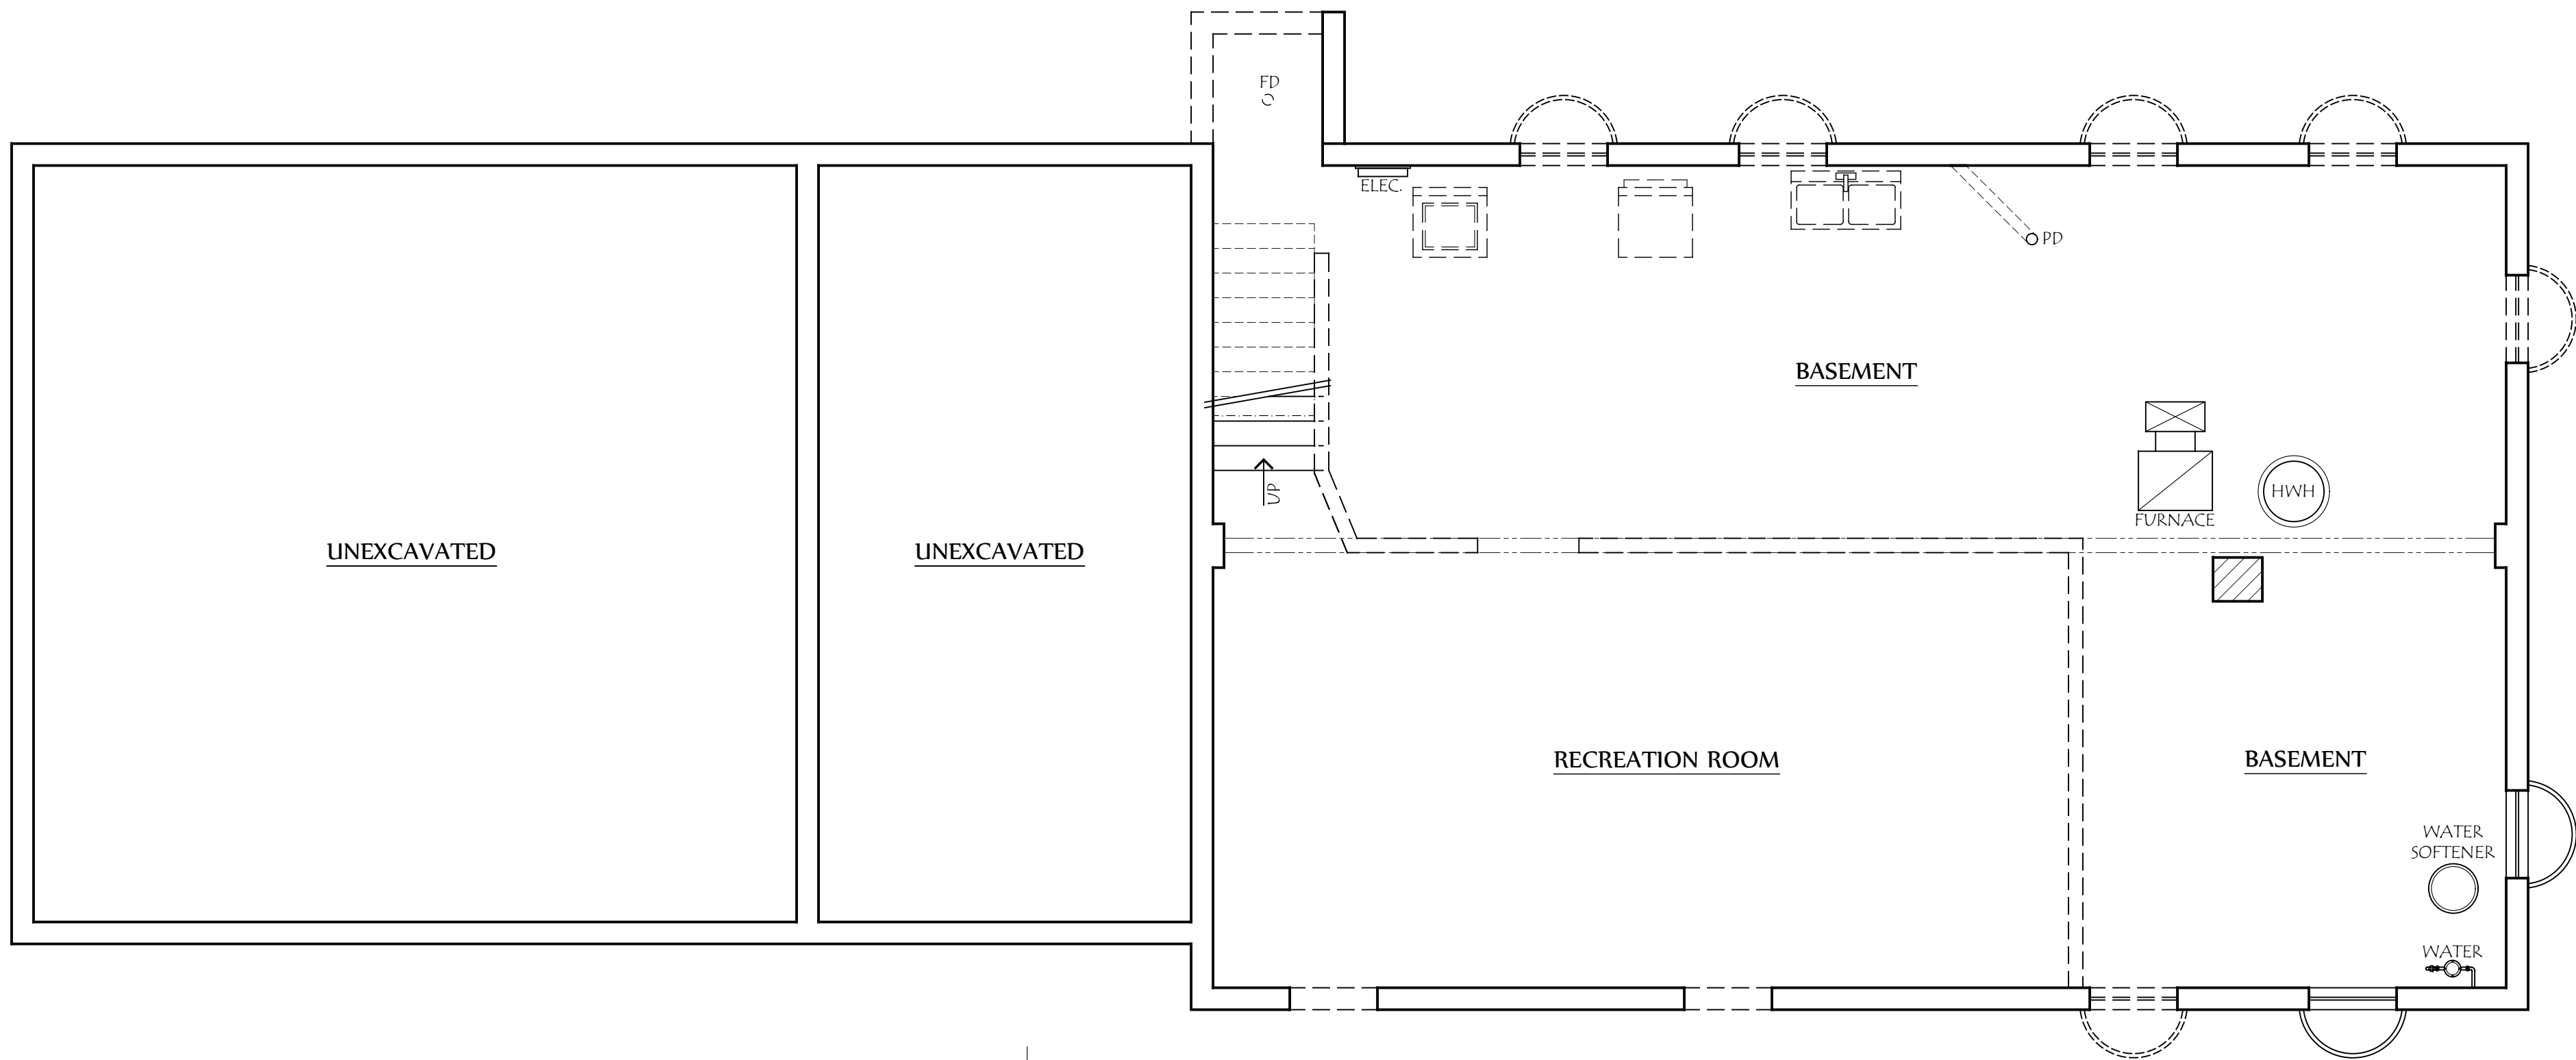 FD
ELEC.
PD
BASEMENT
UP
HWH
FURNACE
UNEXCAVATED
UNEXCAVATED
RECREATION ROOM
BASEMENT
WATER
SOFTENER
WATER